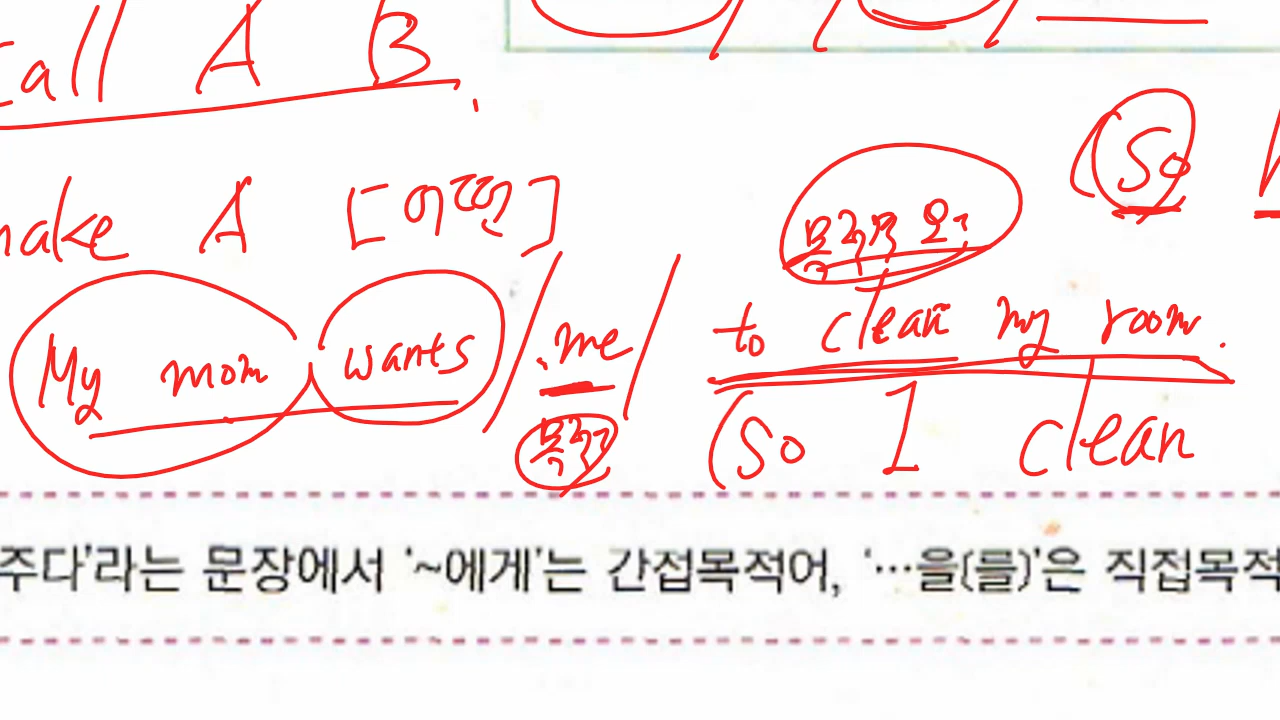 call A B
make A [어떤]
목적보어
(So
My mom wants / me / to clean my room.
목적어
(So I clean
주다'라는 문장에서 '~에게'는 간접목적어, '…을(를)'은 직접목적